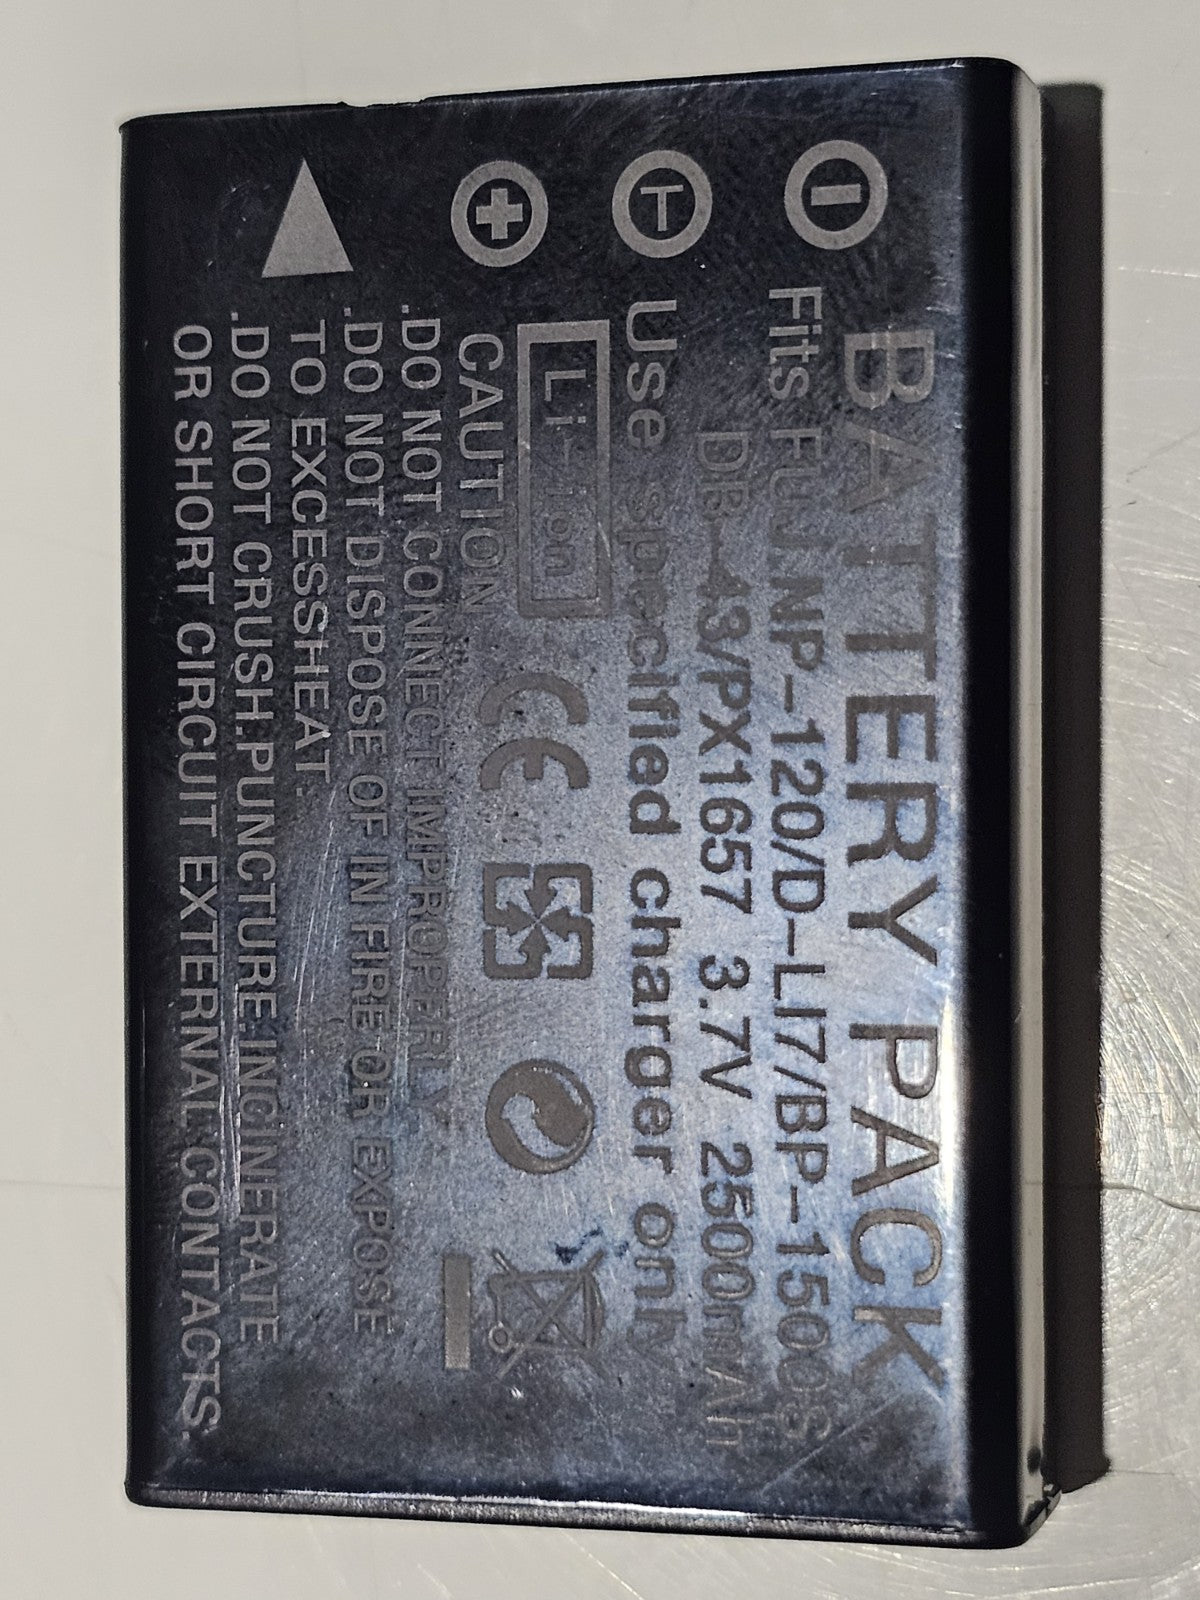 BATTERY PACK
Fits FUJ.NP-120/D-LI7/BP-1500S
DB-43/PX1657 3.7V 2500mAh
T
Use specified charger only
Li-ion
CE
CAUTION
.DO NOT CONNECT IMPROPERLY
.DO NOT DISPOSE OF IN FIRE OR EXPOSE
TO EXCESSHEAT.
.DO NOT CRUSH.PUNCTURE.INCINERATE
OR SHORT CIRCUIT EXTERNAL CONTACTS.